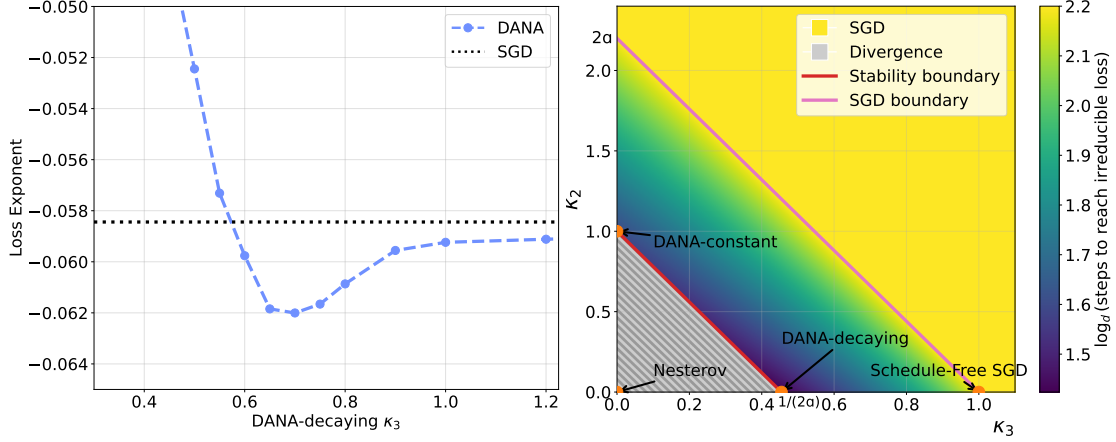 −0.050
−0.052
−0.054
−0.056
−0.058
−0.060
−0.062
−0.064
Loss Exponent
0.4
0.6
0.8
1.0
1.2
DANA-decaying κ₃
DANA
SGD
2α
2.0
1.5
1.0
0.5
0.0
κ₂
0.0
0.2
0.4
1/(2α)
0.6
0.8
1.0
κ₃
SGD
Divergence
Stability boundary
SGD boundary
DANA-constant
DANA-decaying
Nesterov
Schedule-Free SGD
2.2
2.1
2.0
1.9
1.8
1.7
1.6
1.5
log_d (steps to reach irreducible loss)